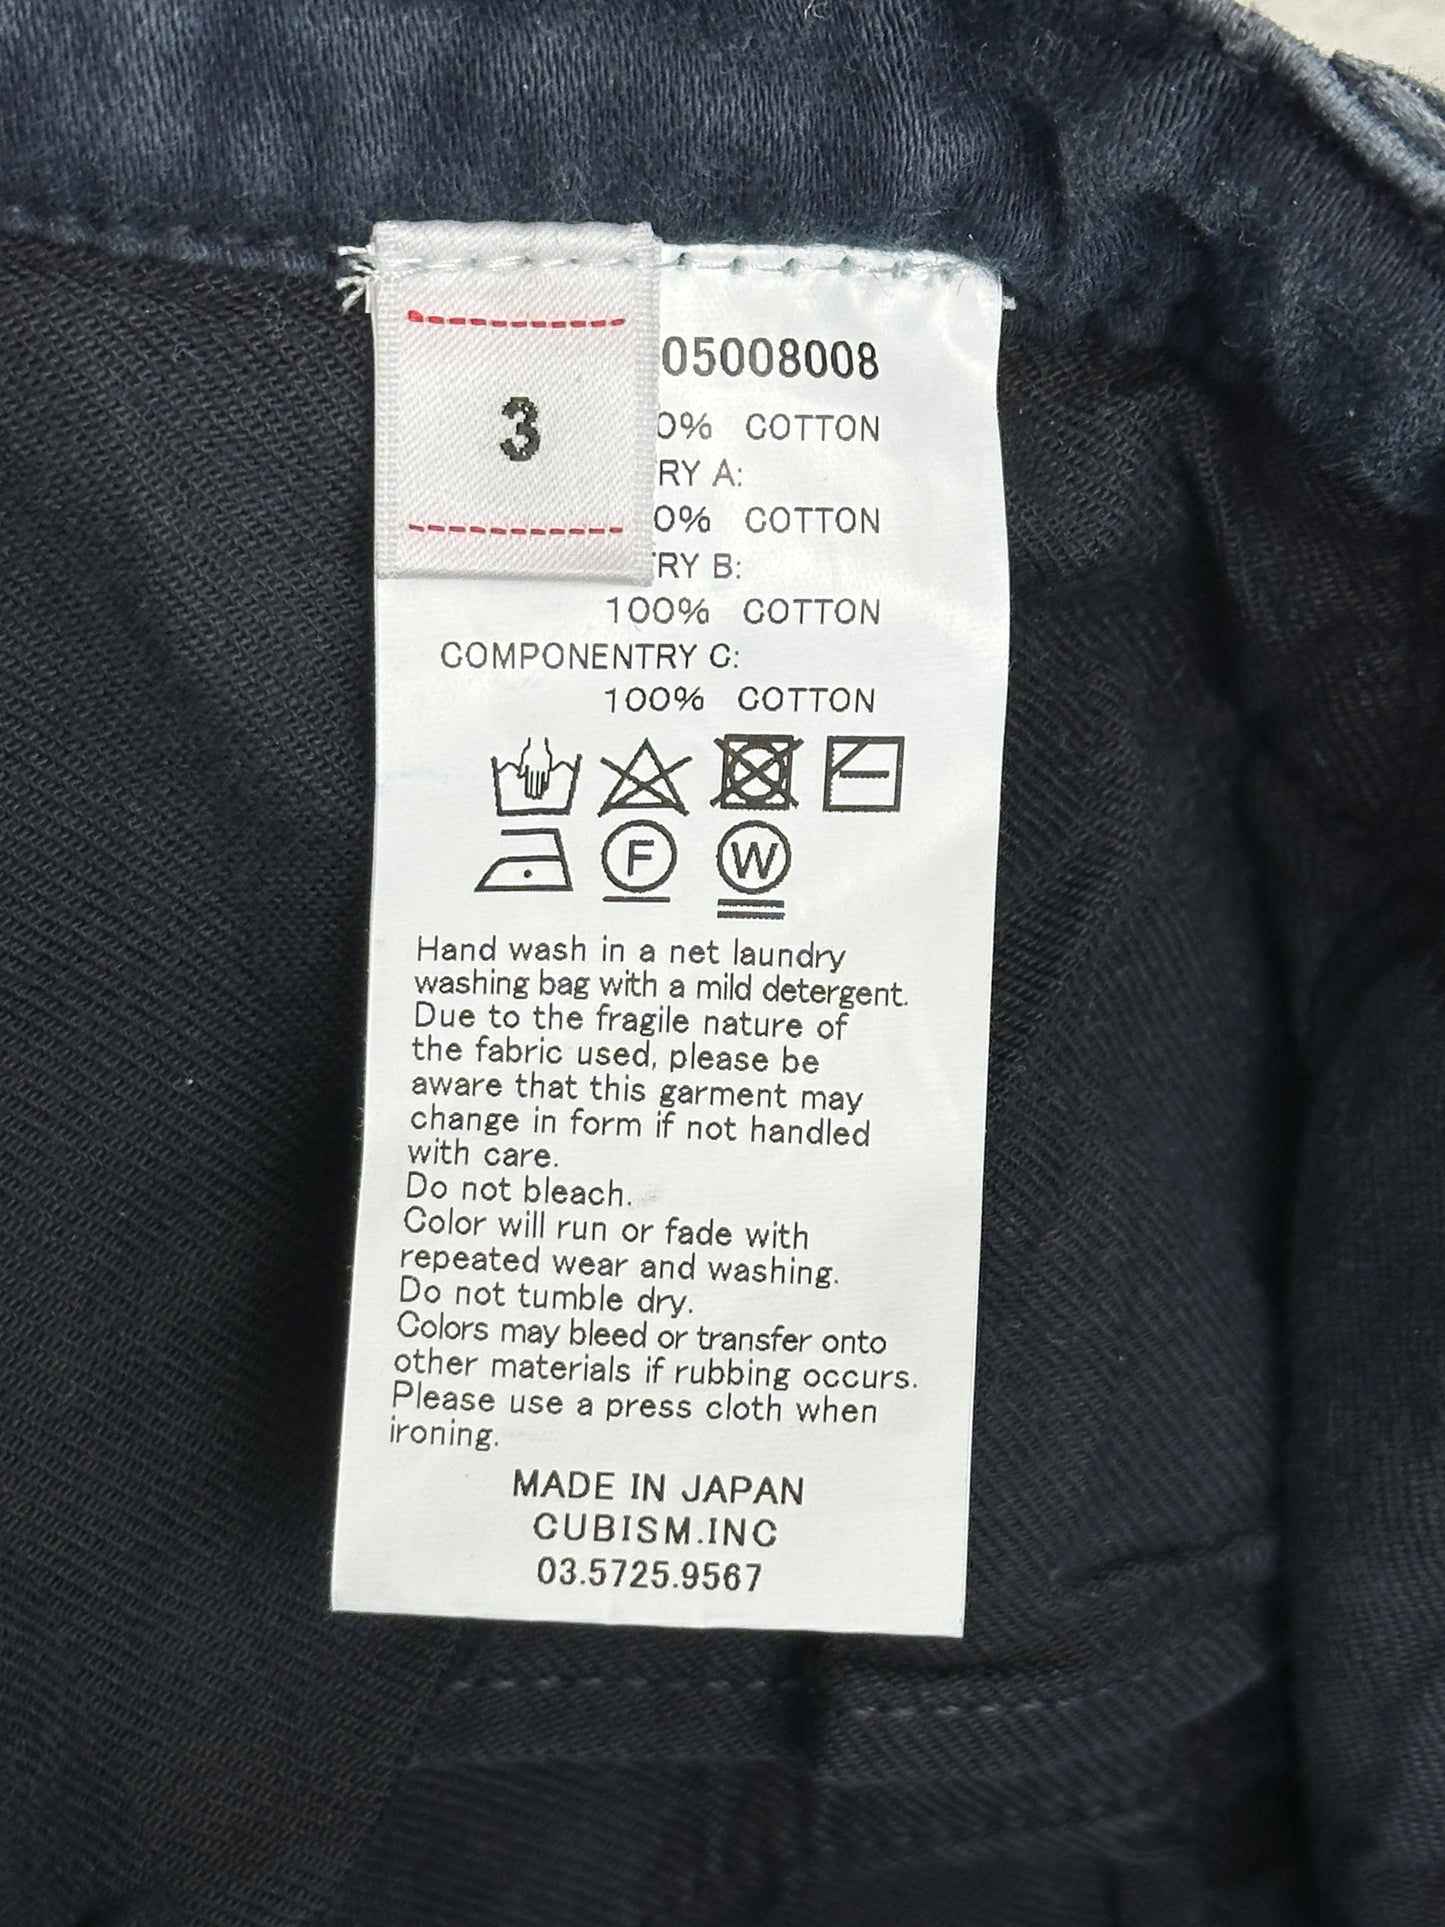 3
05008008
0% COTTON
RY A:
0% COTTON
RY B:
100% COTTON
COMPONENTRY C:
100% COTTON
F W
Hand wash in a net laundry
washing bag with a mild detergent.
Due to the fragile nature of
the fabric used, please be
aware that this garment may
change in form if not handled
with care.
Do not bleach.
Color will run or fade with
repeated wear and washing.
Do not tumble dry.
Colors may bleed or transfer onto
other materials if rubbing occurs.
Please use a press cloth when
ironing.
MADE IN JAPAN
CUBISM.INC
03.5725.9567